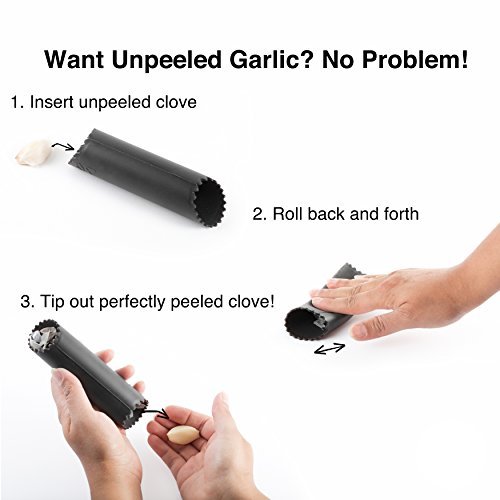 Want Unpeeled Garlic? No Problem!
1. Insert unpeeled clove
2. Roll back and forth
3. Tip out perfectly peeled clove!